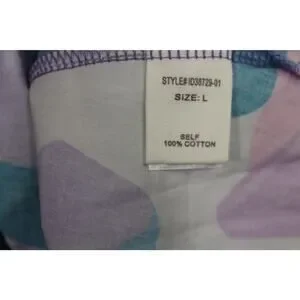 STYLE# ID38729-01
SIZE: L
SELF
100% COTTON